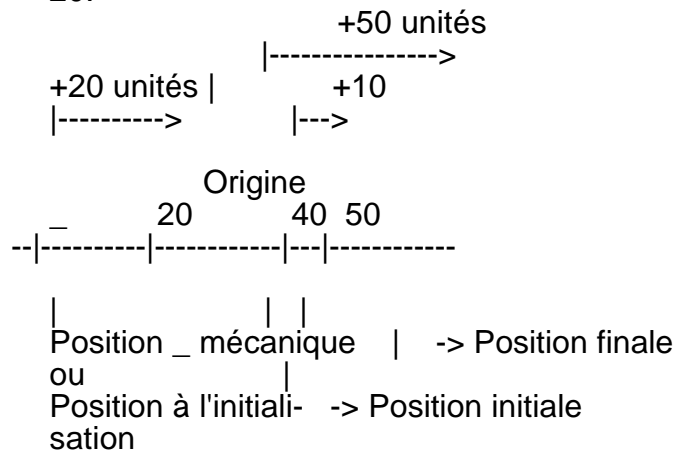 +50 unités
|---------------->
+20 unités | +10
|----------> |--->
Origine
_ 20 40 50
--|----------|------------|---|------------
| | |
Position _ mécanique | -> Position finale
ou |
Position à l'initiali- -> Position initiale
sation